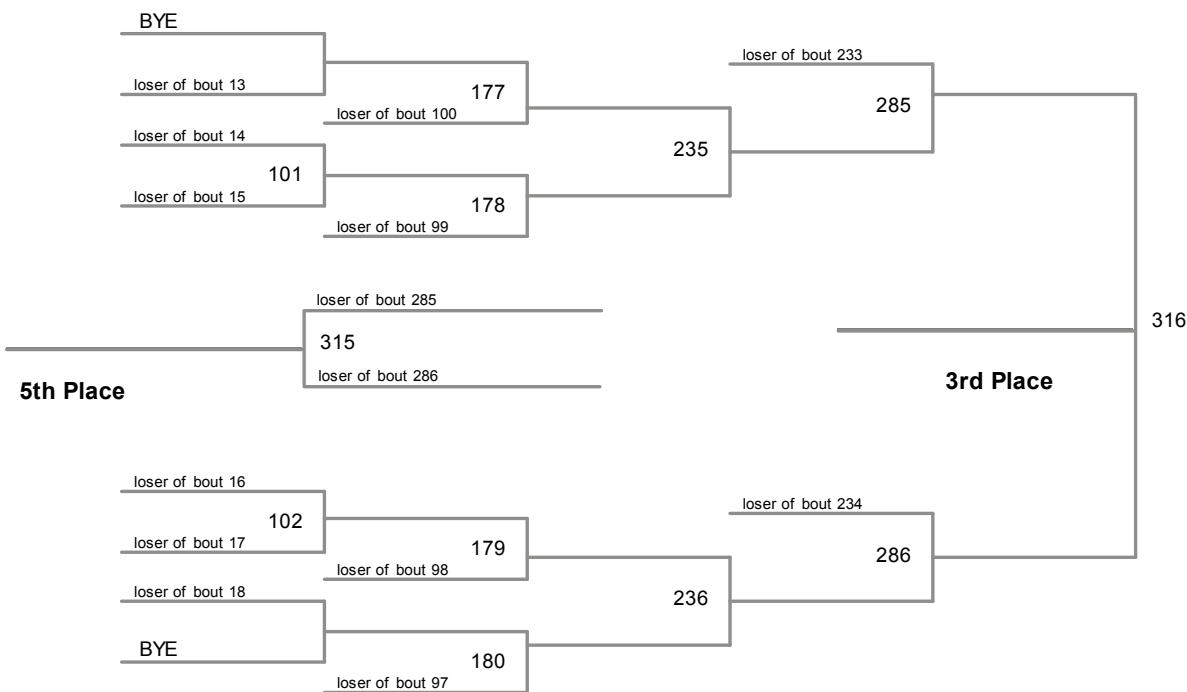 BYE
loser of bout 233
loser of bout 13
177
285
loser of bout 100
loser of bout 14
235
101
loser of bout 15
178
loser of bout 99
loser of bout 285
316
315
loser of bout 286
3rd Place
5th Place
loser of bout 16
loser of bout 234
102
loser of bout 17
179
286
loser of bout 98
loser of bout 18
236
BYE
180
loser of bout 97